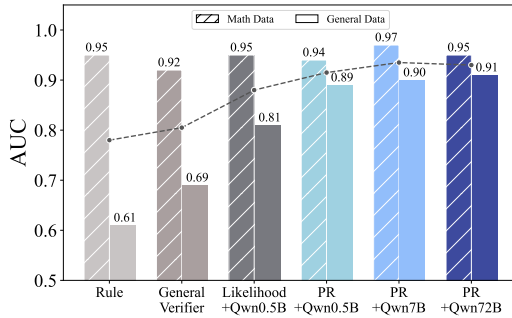 Math Data General Data
1.0
0.9
0.8
0.7
0.6
0.5
AUC
0.95 0.61
0.92 0.69
0.95 0.81
0.94 0.89
0.97 0.90
0.95 0.91
Rule
General
Verifier
Likelihood
+Qwn0.5B
PR
+Qwn0.5B
PR
+Qwn7B
PR
+Qwn72B